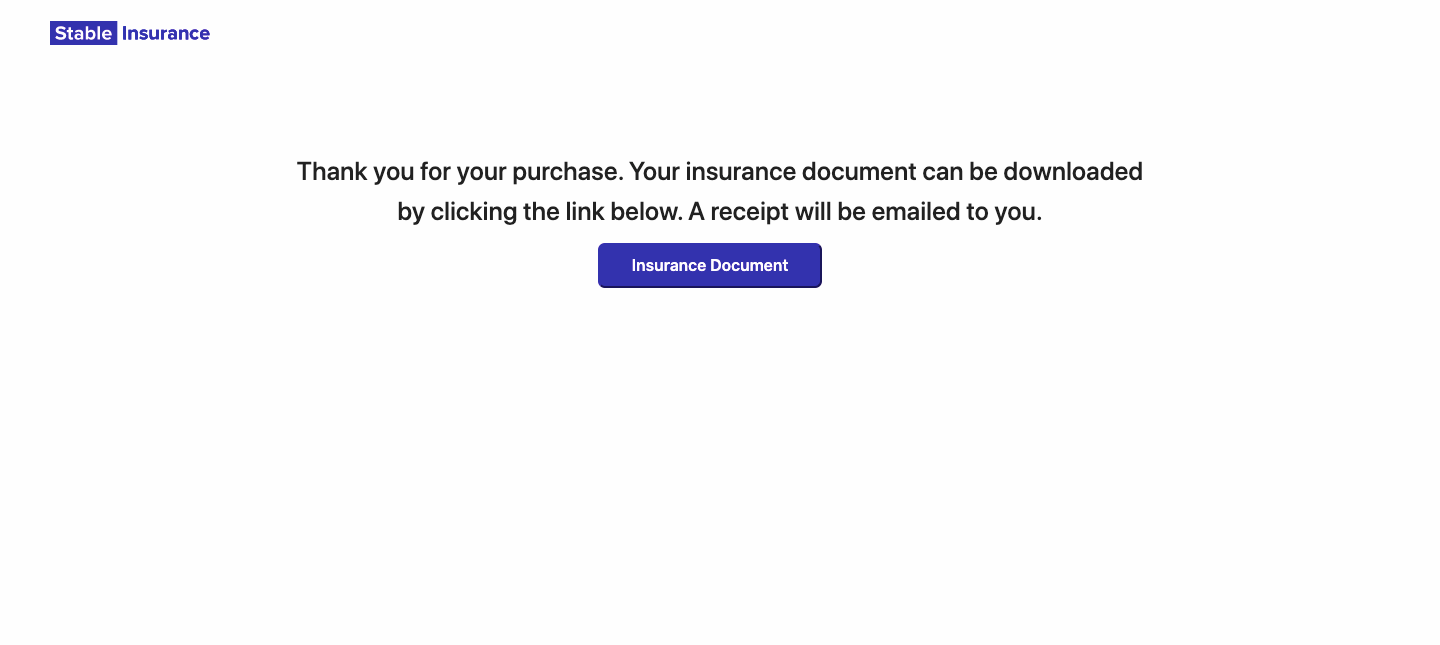 Stable Insurance
Thank you for your purchase. Your insurance document can be downloaded
by clicking the link below. A receipt will be emailed to you.
Insurance Document